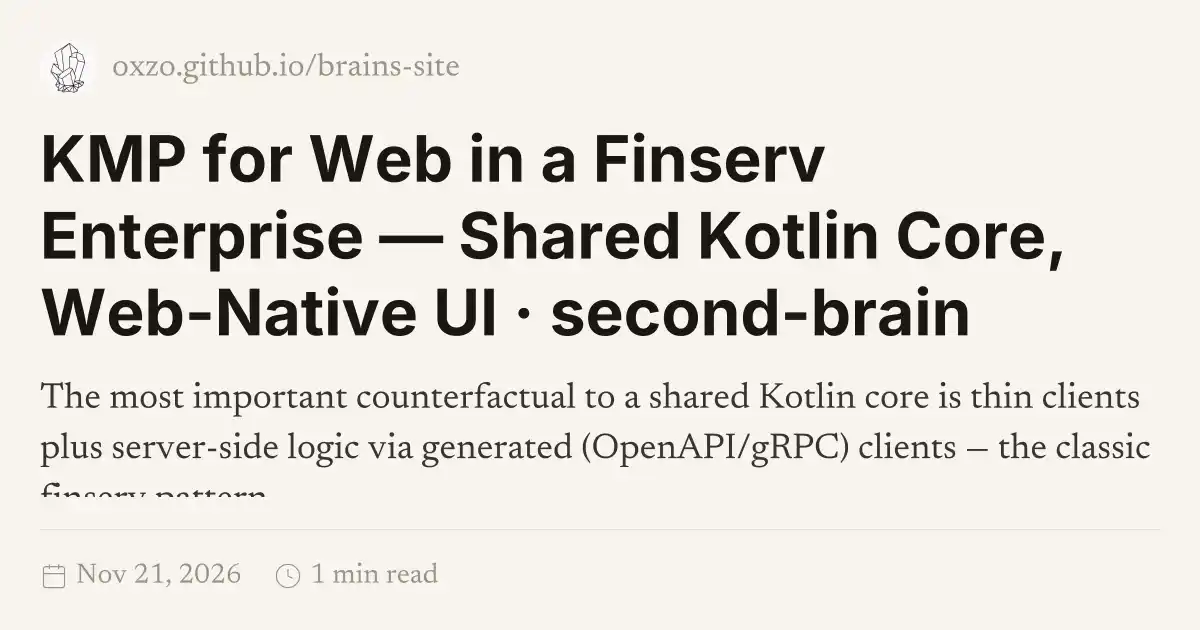 oxzo.github.io/brains-site
KMP for Web in a Finserv
Enterprise — Shared Kotlin Core,
Web-Native UI · second-brain
The most important counterfactual to a shared Kotlin core is thin clients
plus server-side logic via generated (OpenAPI/gRPC) clients – the classic
finserv pattern
Nov 21, 2026 1 min read